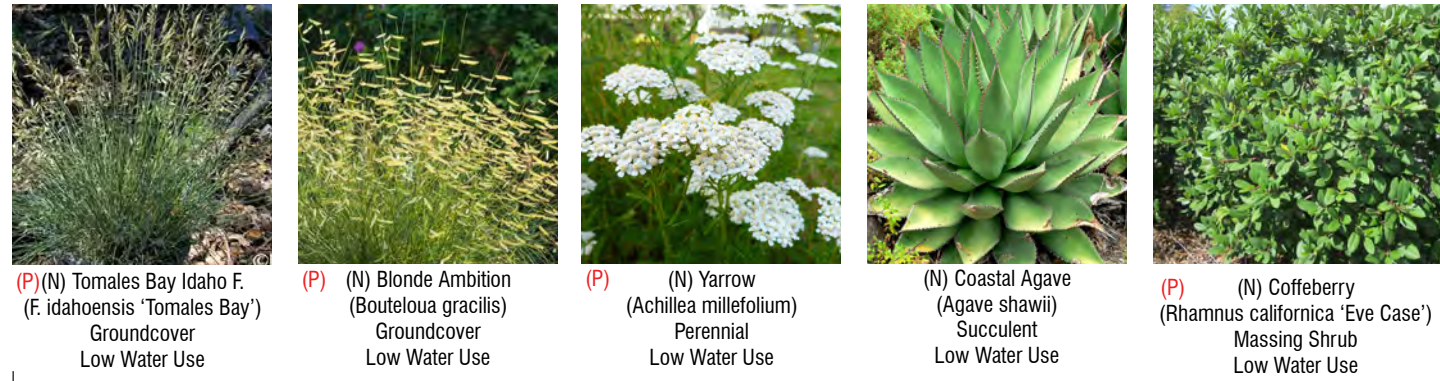 (P)(N) Tomales Bay Idaho F.
(F. idahoensis ‘Tomales Bay’)
Groundcover
Low Water Use
(P) (N) Blonde Ambition
(Bouteloua gracilis)
Groundcover
Low Water Use
(P) (N) Yarrow
(Achillea millefolium)
Perennial
Low Water Use
(N) Coastal Agave
(Agave shawii)
Succulent
Low Water Use
(P) (N) Coffeberry
(Rhamnus californica ‘Eve Case’)
Massing Shrub
Low Water Use